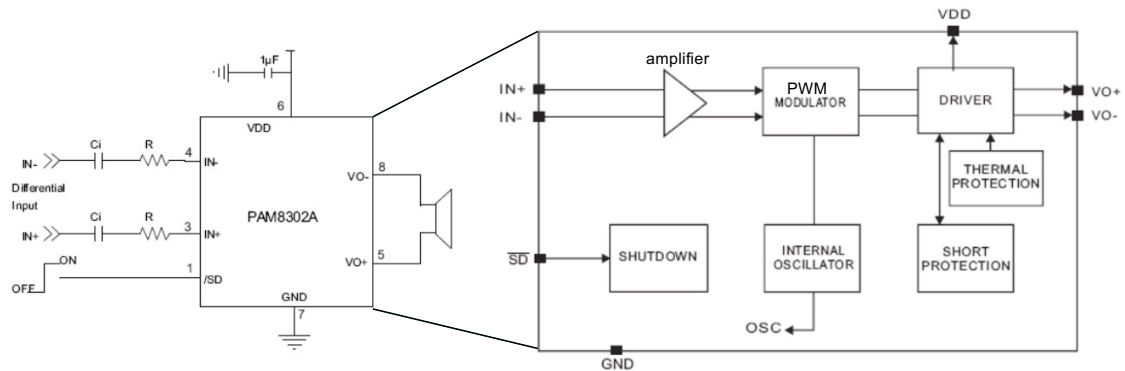 1µF
6
VDD
Ci
R
4
IN-
IN-
Differential
Input
Ci
R
3
IN+
IN+
PAM8302A
8
VO-
5
VO+
ON
OFF
1
/SD
GND
7
VDD
amplifier
IN+
IN-
PWM
MODULATOR
DRIVER
VO+
VO-
THERMAL
PROTECTION
SD
SHUTDOWN
INTERNAL
OSCILLATOR
SHORT
PROTECTION
OSC
GND